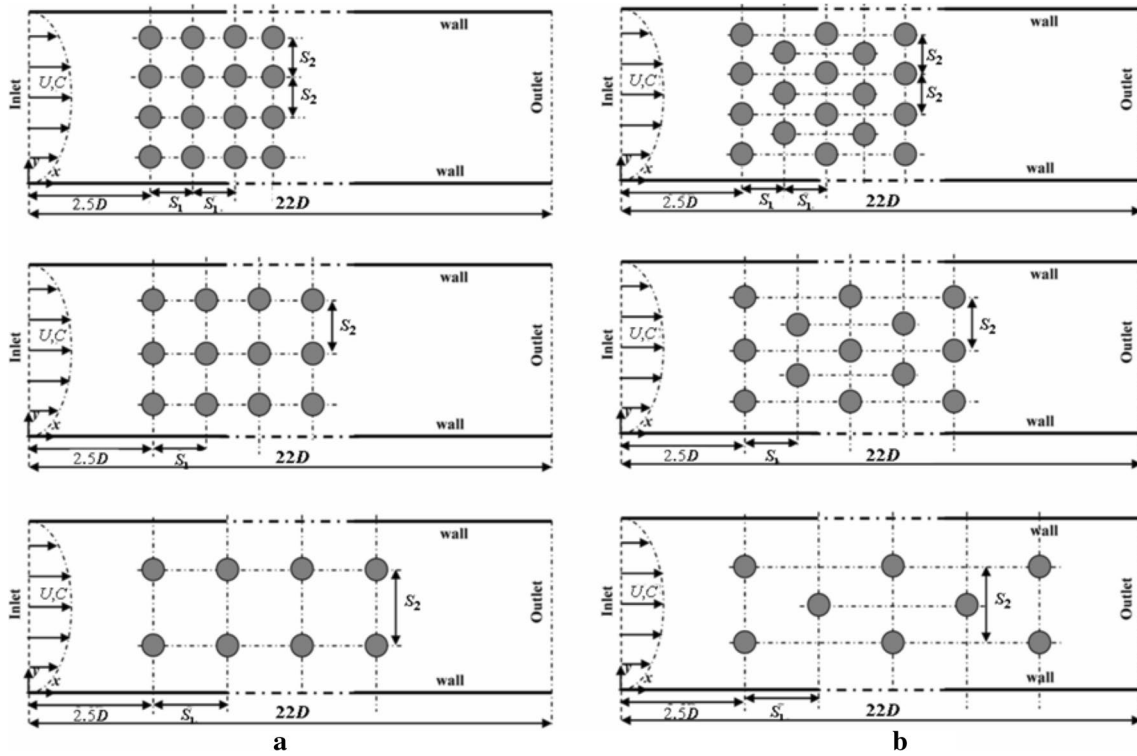 wall
Inlet
U,C
S₂
S₂
Outlet
y
x
wall
2.5D
S₁
S₁
22D
wall
Inlet
U,C
S₂
S₂
Outlet
y
x
wall
2.5D
S₁
S₁
22D
wall
Inlet
U,C
S₂
Outlet
y
x
wall
2.5D
S₁
22D
wall
Inlet
U,C
S₂
Outlet
y
x
wall
2.5D
S₁
22D
wall
Inlet
U,C
S₂
Outlet
y
x
wall
2.5D
S₁
22D
wall
Inlet
U,C
S₂
Outlet
y
x
wall
2.5D
S₁
22D
a
b